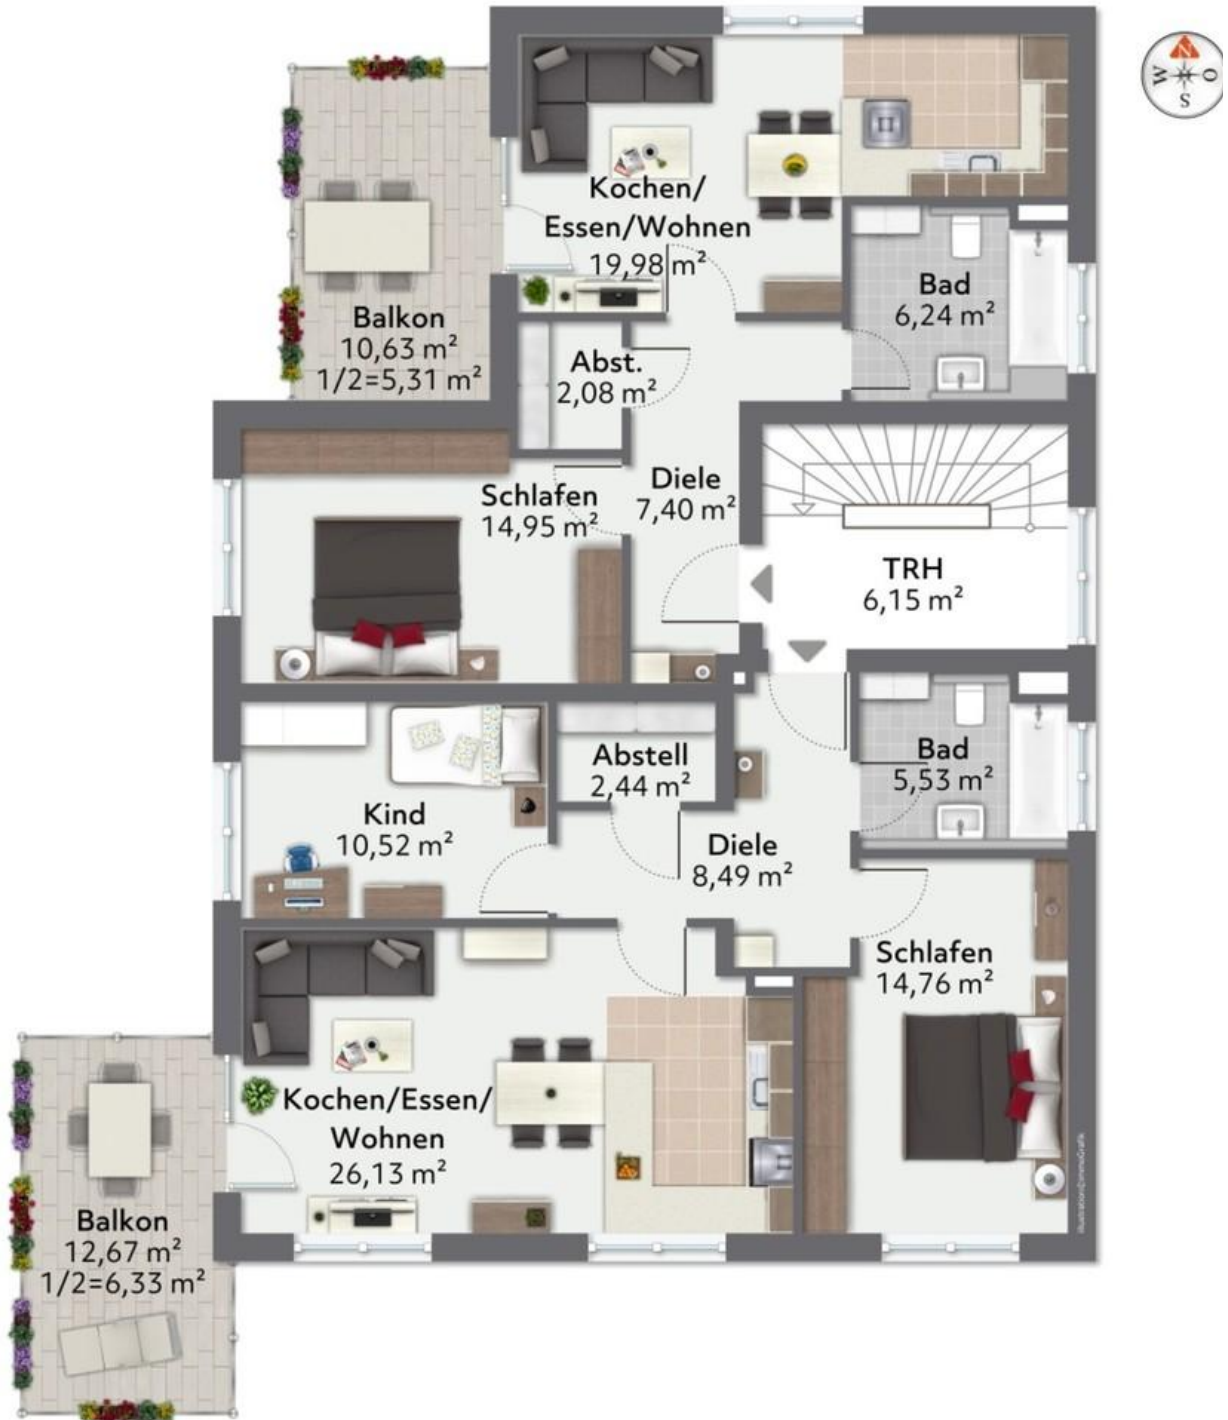 N
W
O
S
Kochen/
Essen/Wohnen
19,98 m²
Bad
6,24 m²
Balkon
10,63 m²
1/2=5,31 m²
Abst.
2,08 m²
Schlafen
14,95 m²
Diele
7,40 m²
TRH
6,15 m²
Abstell
2,44 m²
Bad
5,53 m²
Kind
10,52 m²
Diele
8,49 m²
Schlafen
14,76 m²
Kochen/Essen/
Wohnen
26,13 m²
Balkon
12,67 m²
1/2=6,33 m²